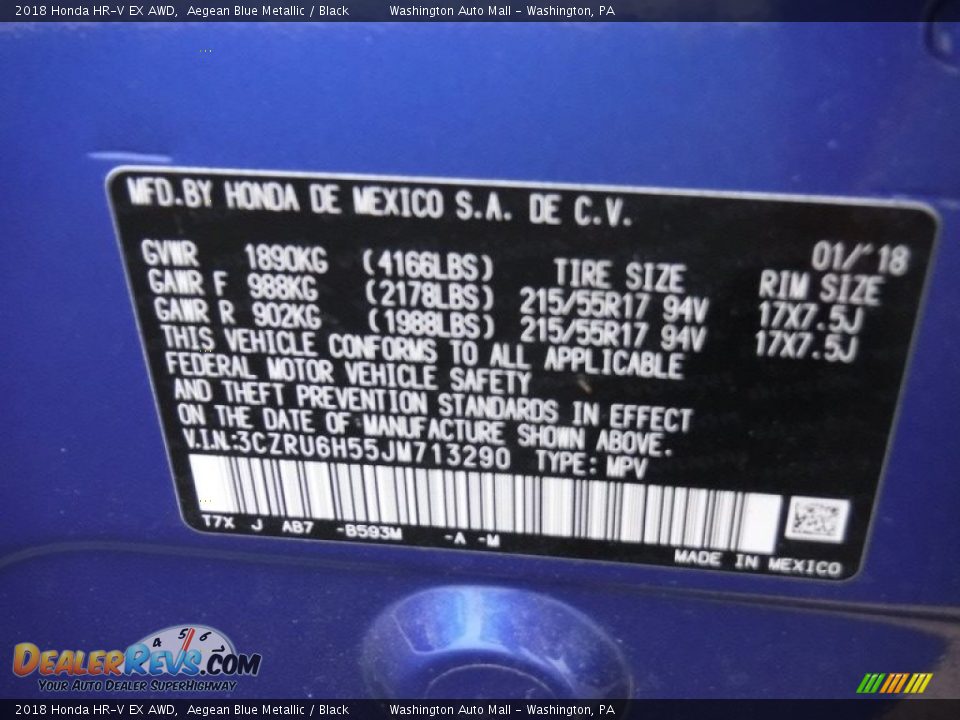 2018 Honda HR-V EX AWD, Aegean Blue Metallic / Black Washington Auto Mall - Washington, PA
MFD.BY HONDA DE MEXICO S.A. DE C.V.
01/"18
GVWR 1890KG (4166LBS) TIRE SIZE RIM SIZE
GAWR F 988KG (2178LBS) 215/55R17 94V 17X7.5J
GAWR R 902KG (1988LBS) 215/55R17 94V 17X7.5J
THIS VEHICLE CONFORMS TO ALL APPLICABLE
FEDERAL MOTOR VEHICLE SAFETY
AND THEFT PREVENTION STANDARDS IN EFFECT
ON THE DATE OF MANUFACTURE SHOWN ABOVE.
V.I.N.:3CZRU6H55JM713290 TYPE: MPV
T7X J AB7 -B593M -A -M
MADE IN MEXICO
4 5 6 7
DEALERREVS.COM
YOUR AUTO DEALER SUPERHIGHWAY
2018 Honda HR-V EX AWD, Aegean Blue Metallic / Black Washington Auto Mall - Washington, PA